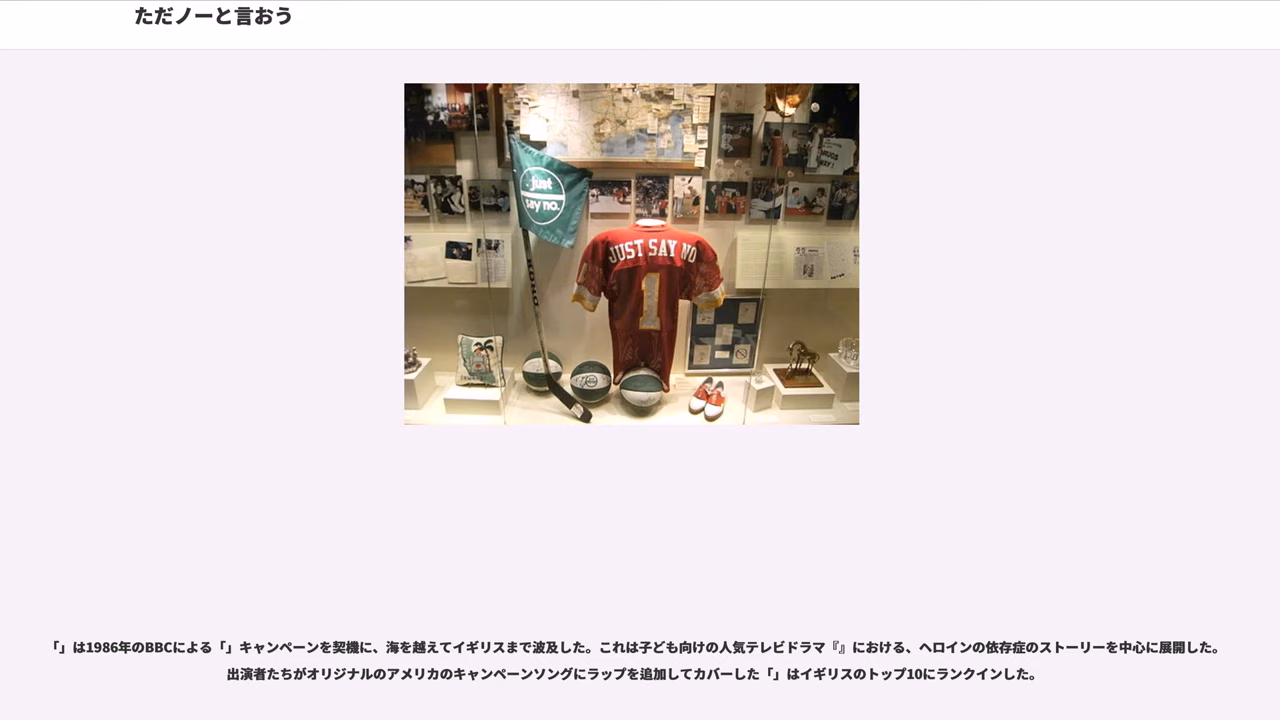 ただノーと言おう
just
say no.
JUST SAY NO
1
「」は1986年のBBCによる「」キャンペーンを契機に、海を越えてイギリスまで波及した。これは子ども向けの人気テレビドラマ『』における、ヘロインの依存症のストーリーを中心に展開した。
出演者たちがオリジナルのアメリカのキャンペーンソングにラップを追加してカバーした「」はイギリスのトップ10にランクインした。